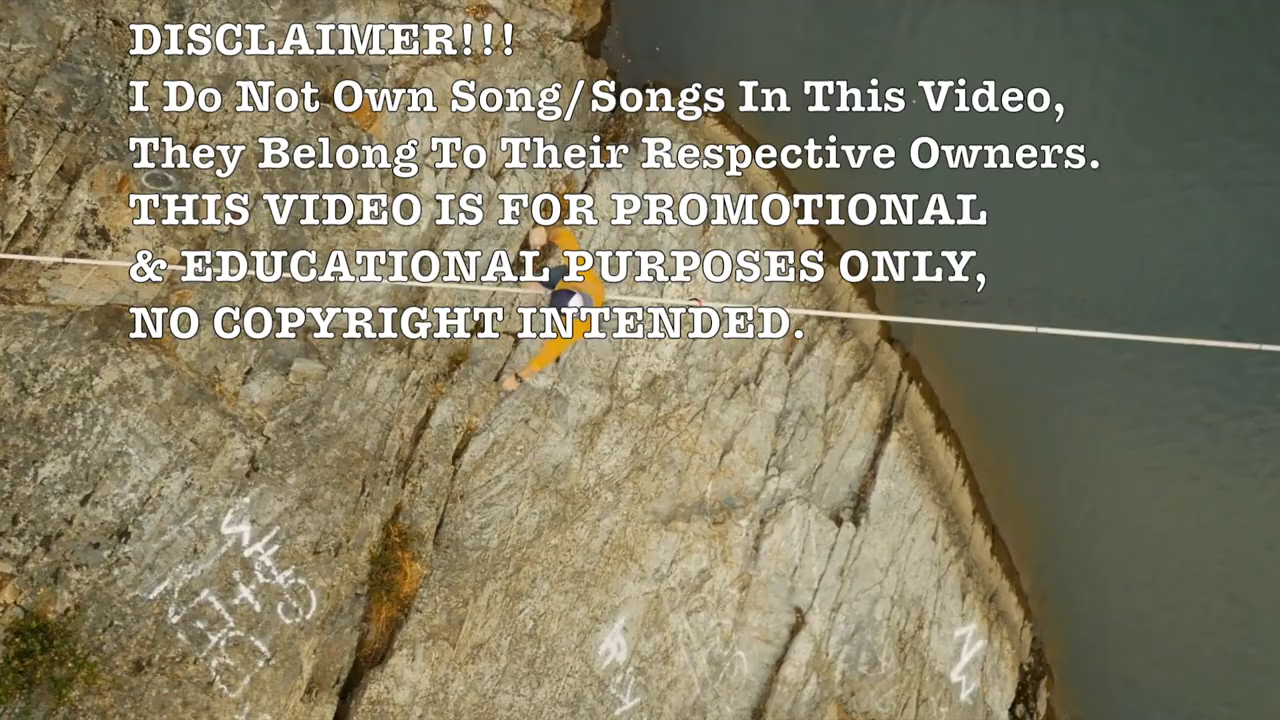 DISCLAIMER!!!
I Do Not Own Song/Songs In This Video,
They Belong To Their Respective Owners.
THIS VIDEO IS FOR PROMOTIONAL
& EDUCATIONAL PURPOSES ONLY,
NO COPYRIGHT INTENDED.